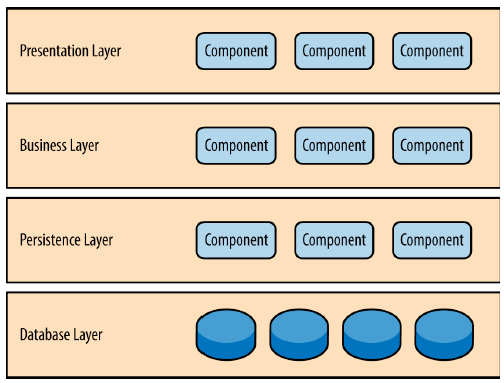 Presentation Layer Component Component Component
Business Layer Component Component Component
Persistence Layer Component Component Component
Database Layer